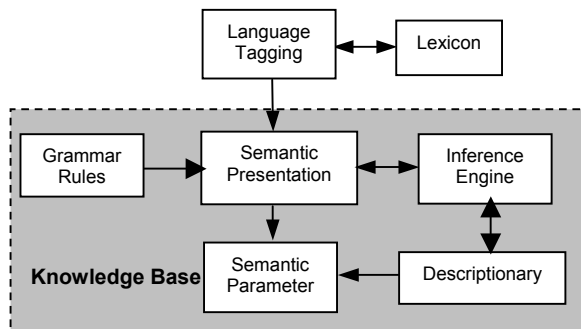 Language
Tagging
Lexicon
Grammar
Rules
Semantic
Presentation
Inference
Engine
Knowledge Base
Semantic
Parameter
Descriptionary